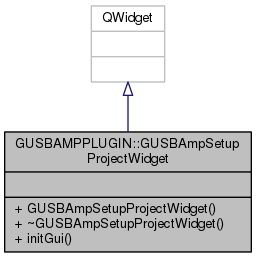 QWidget
GUSBAMPPLUGIN::GUSBAmpSetup
ProjectWidget
+ GUSBAmpSetupProjectWidget()
+ ~GUSBAmpSetupProjectWidget()
+ initGui()